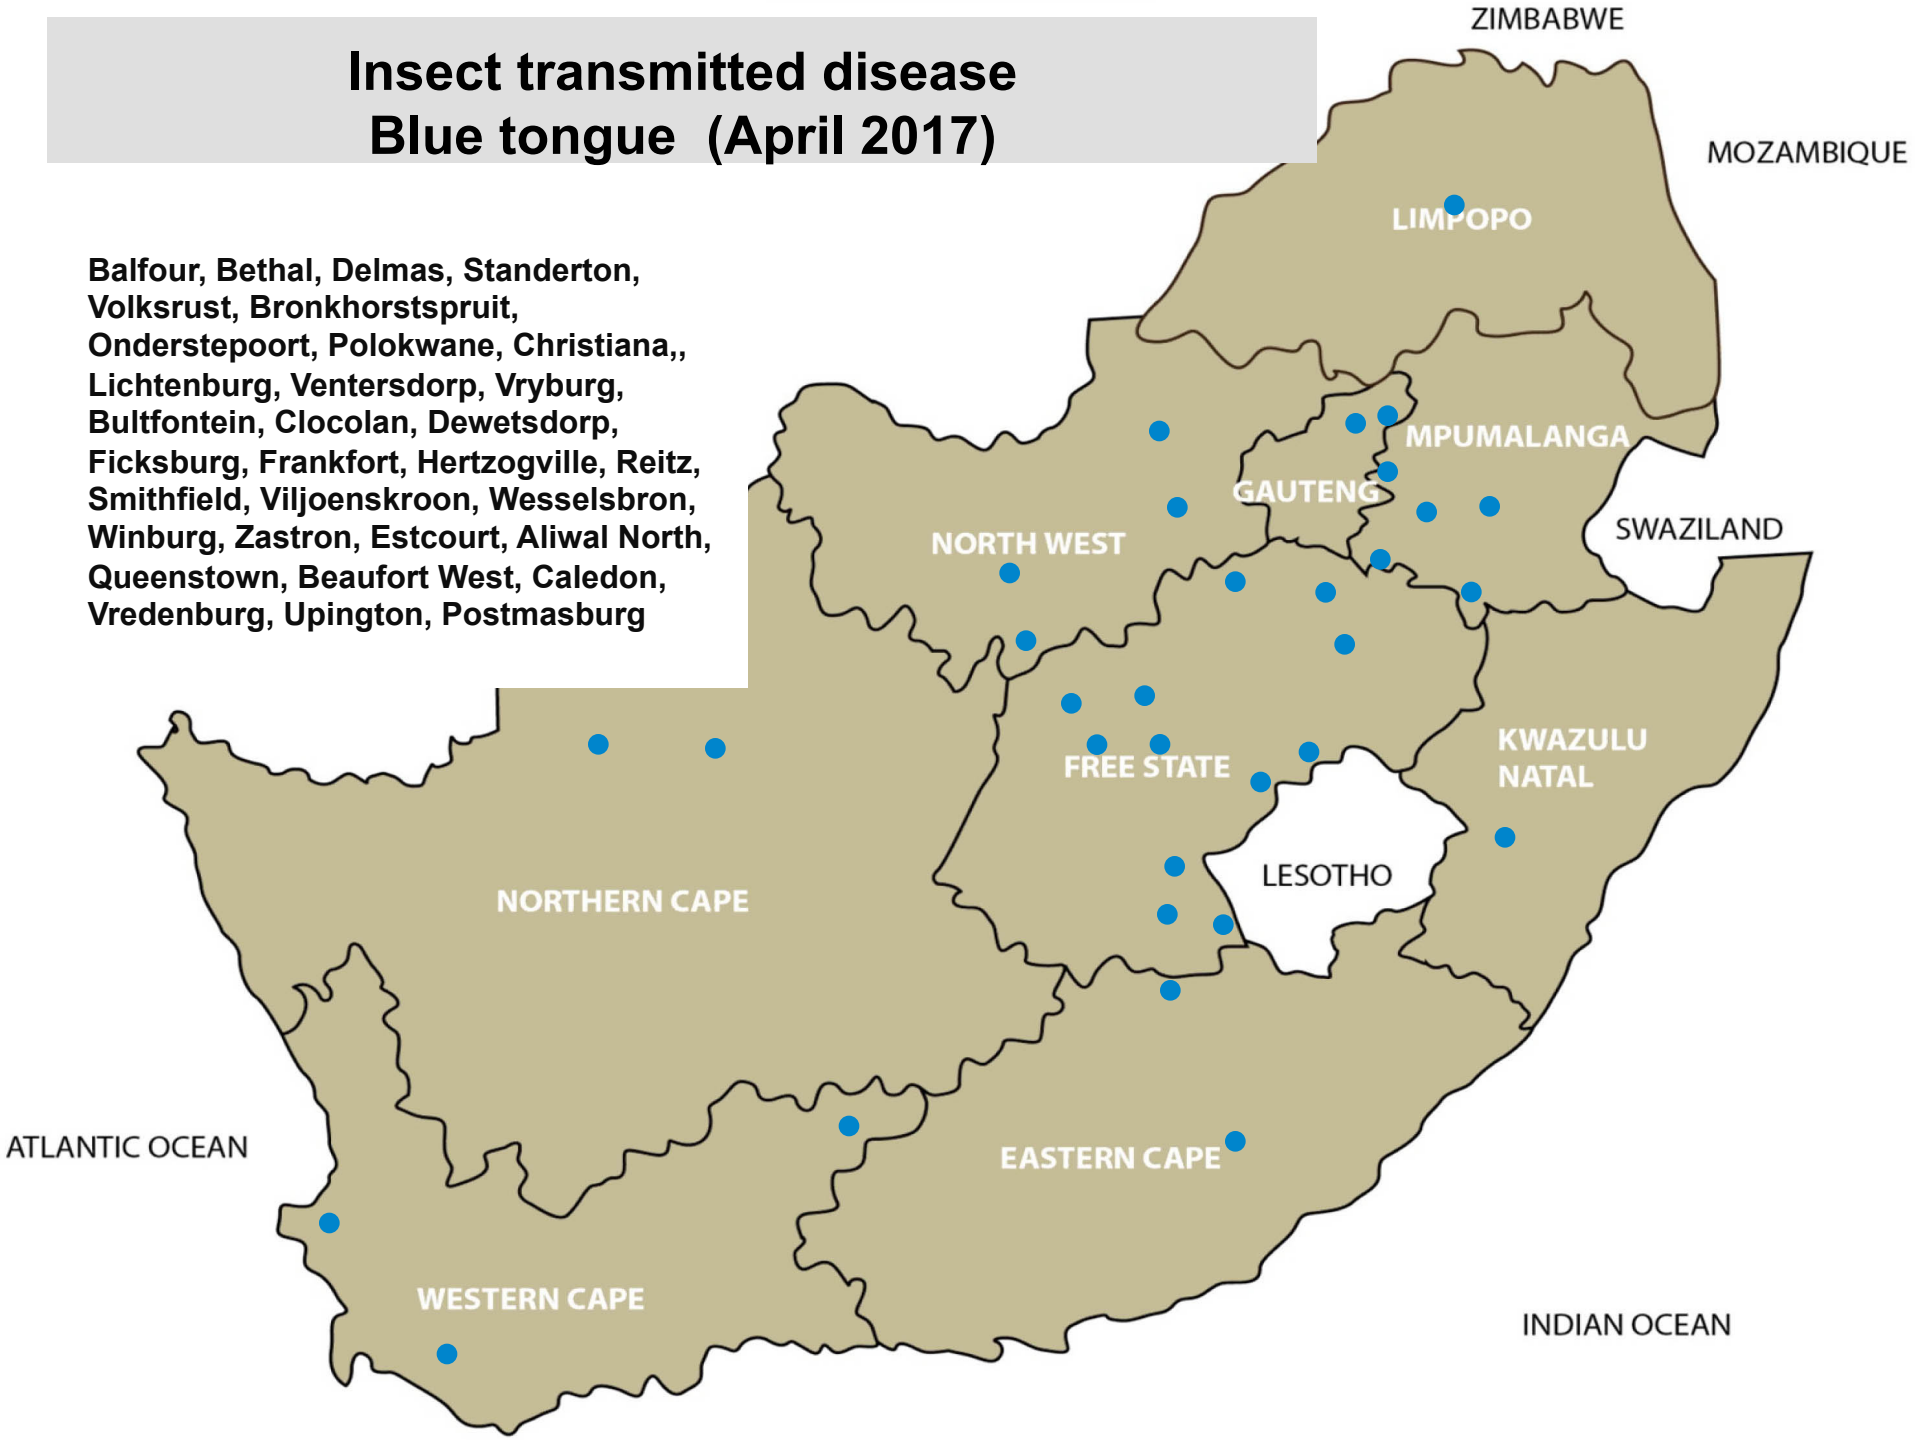 ZIMBABWE
Insect transmitted disease
Blue tongue  (April 2017)
MOZAMBIQUE
LIMPOPO
Balfour, Bethal, Delmas, Standerton,
Volksrust, Bronkhorstspruit,
Onderstepoort, Polokwane, Christiana,,
Lichtenburg, Ventersdorp, Vryburg,
Bultfontein, Clocolan, Dewetsdorp,
Ficksburg, Frankfort, Hertzogville, Reitz,
Smithfield, Viljoenskroon, Wesselsbron,
Winburg, Zastron, Estcourt, Aliwal North,
Queenstown, Beaufort West, Caledon,
Vredenburg, Upington, Postmasburg
MPUMALANGA
GAUTENG
NORTH WEST
SWAZILAND
KWAZULU
NATAL
FREE STATE
LESOTHO
NORTHERN CAPE
ATLANTIC OCEAN
EASTERN CAPE
WESTERN CAPE
INDIAN OCEAN